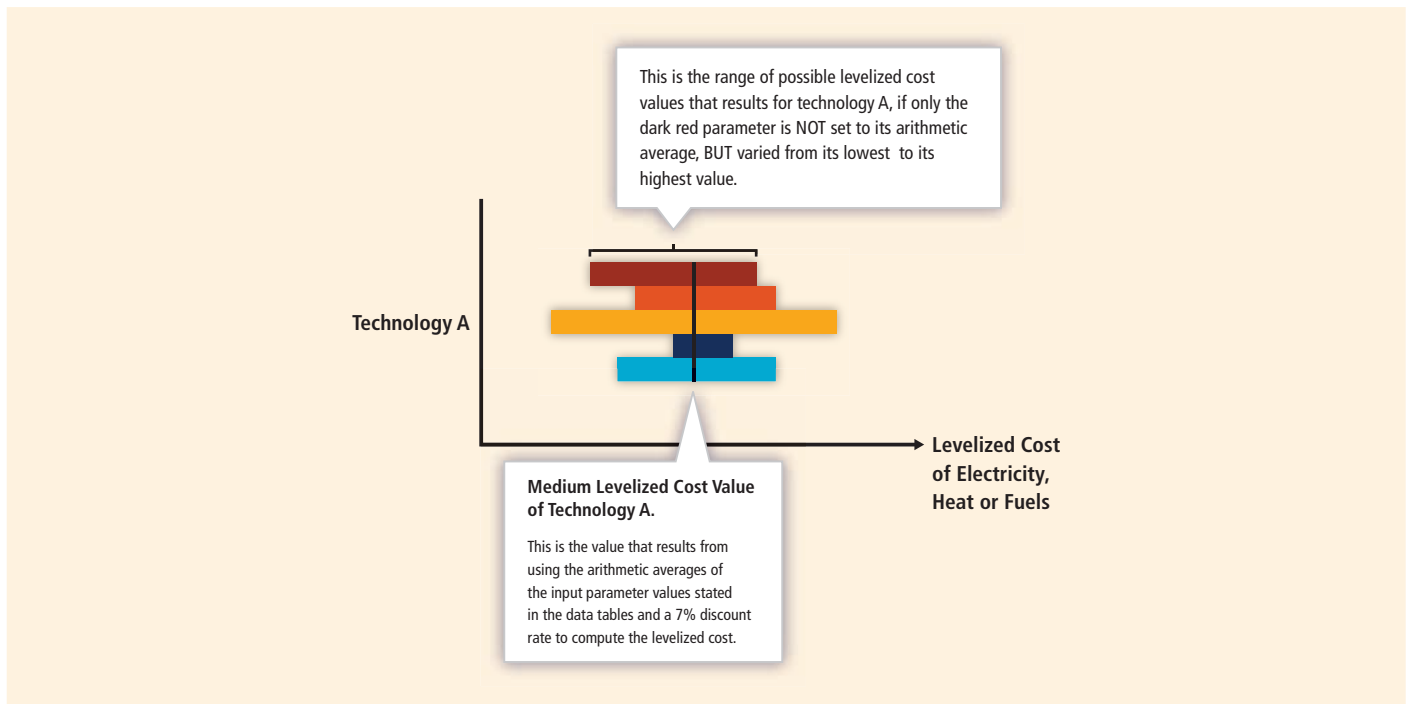 This is the range of possible levelized cost
values that results for technology A, if only the
dark red parameter is NOT set to its arithmetic
average, BUT varied from its lowest  to its
highest value.
Technology A
Levelized Cost
of Electricity,
Heat or Fuels
Medium Levelized Cost Value
of Technology A.
This is the value that results from
using the arithmetic averages of
the input parameter values stated
in the data tables and a 7% discount
rate to compute the levelized cost.